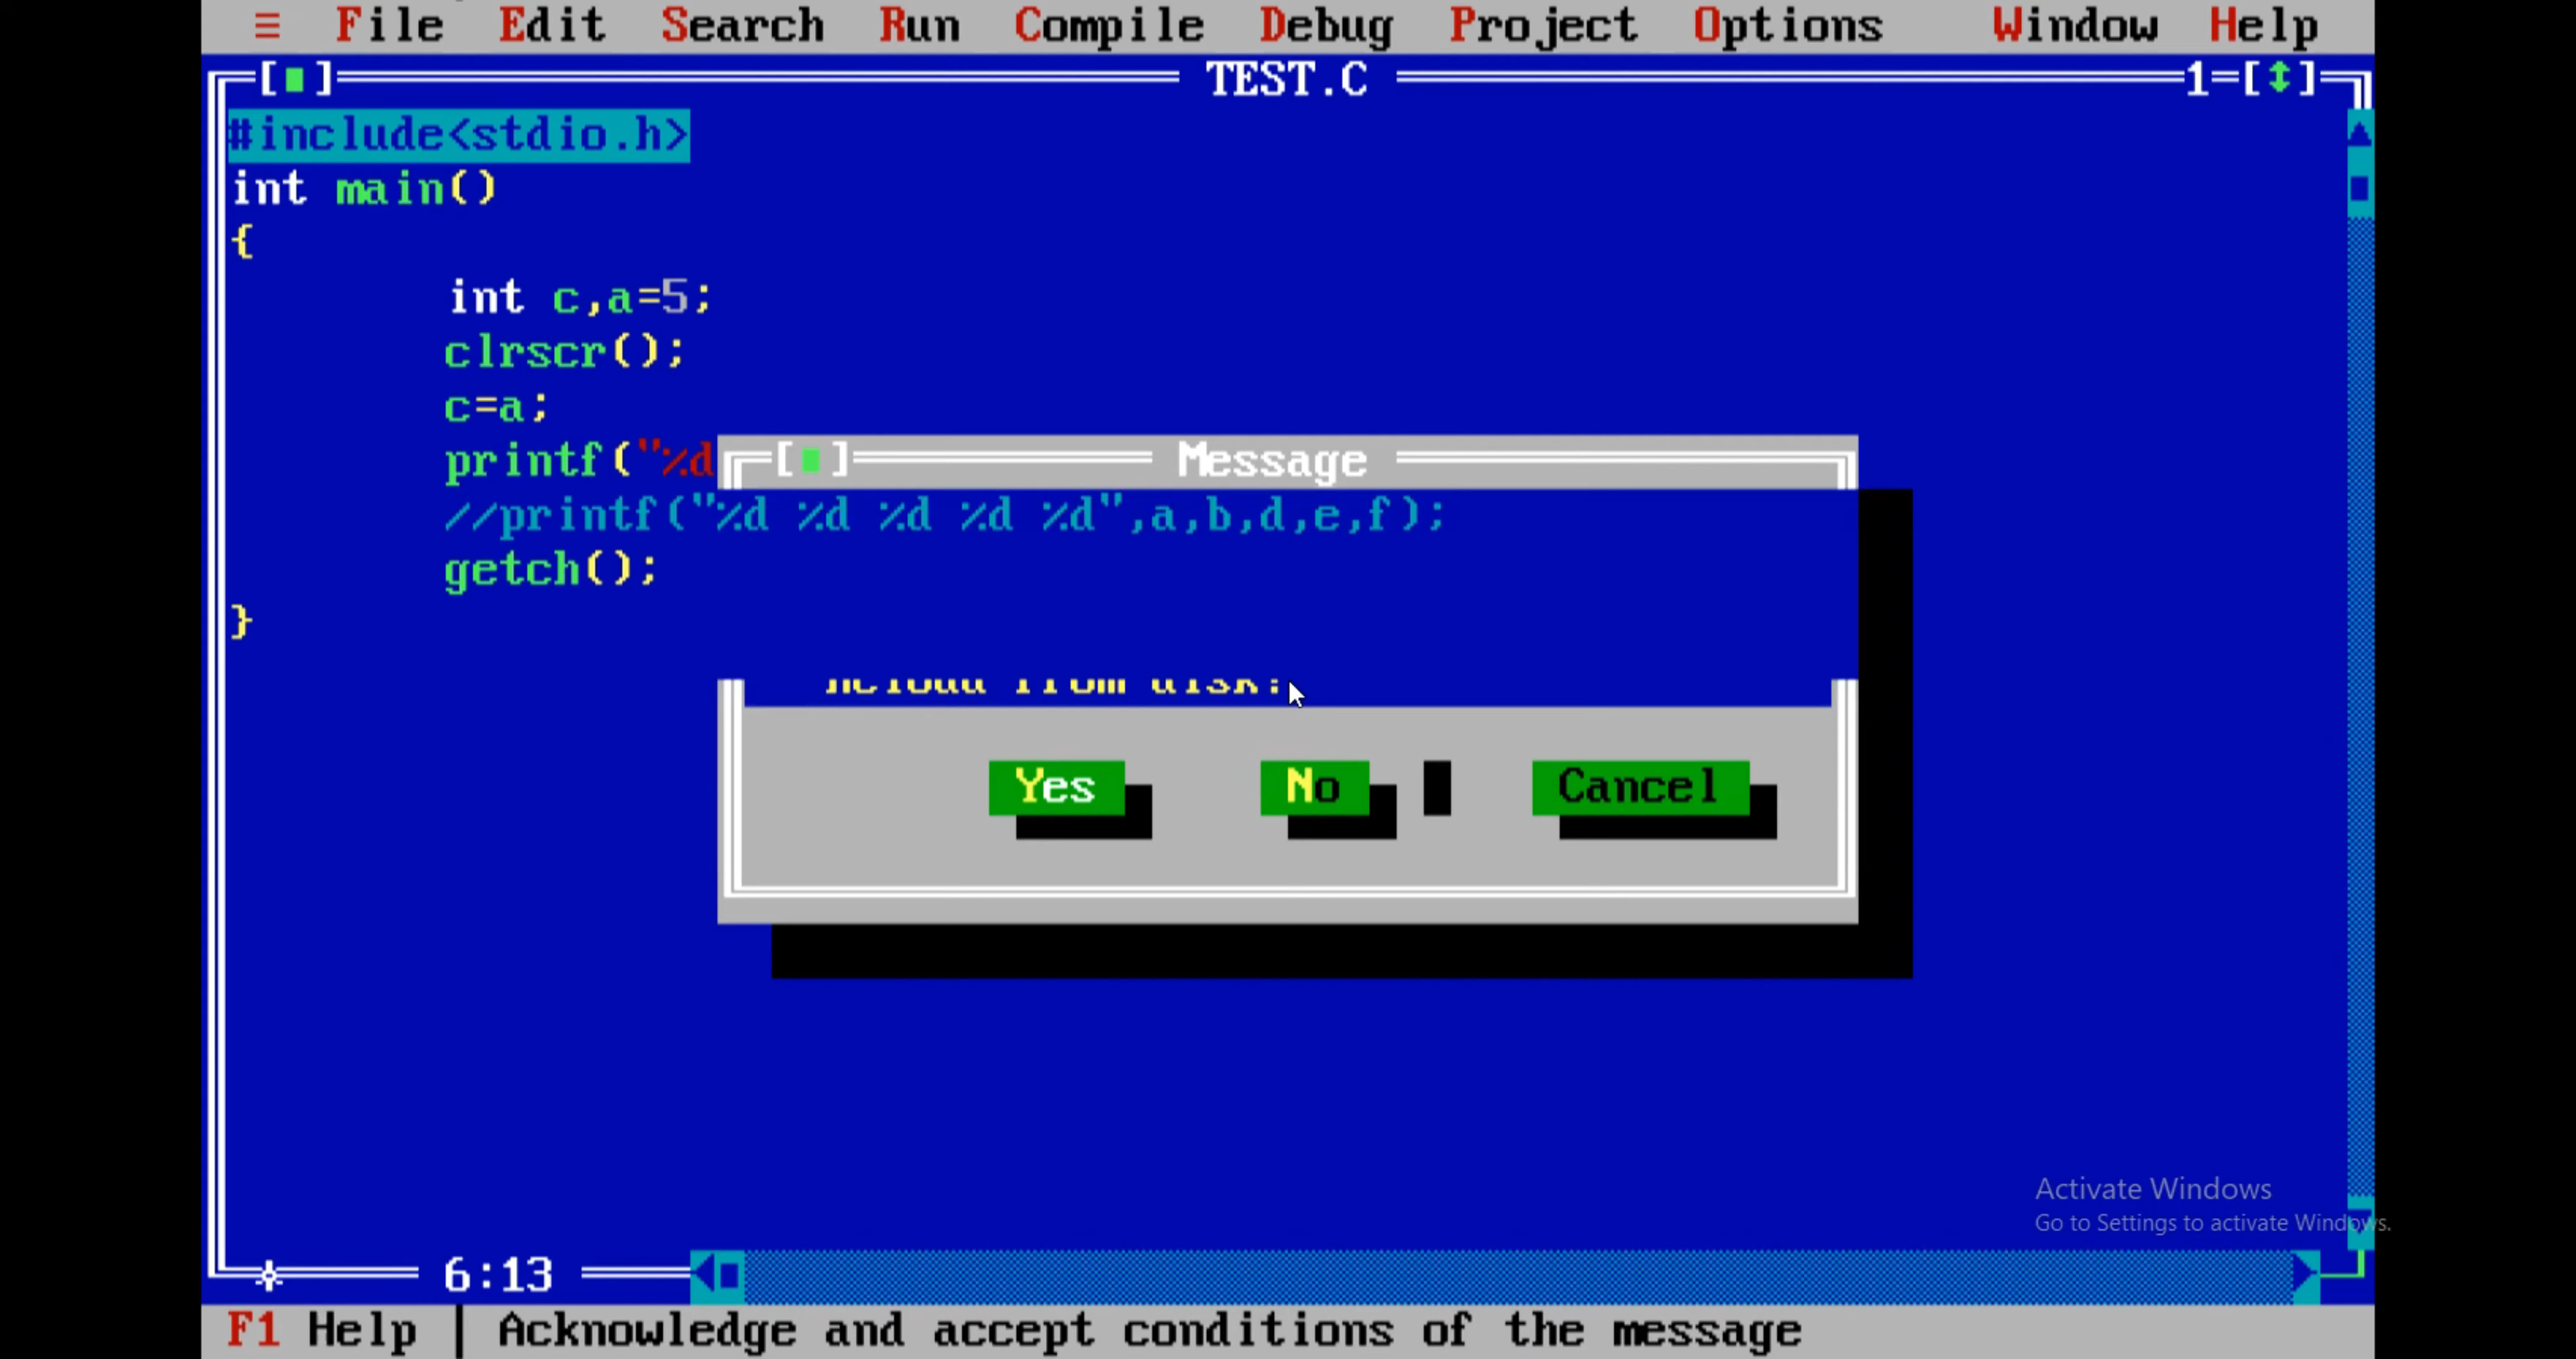 ≡ File Edit Search Run Compile Debug Project Options Window Help
[■] TEST.C 1=[↕]
#include<stdio.h>
int main()
{
int c,a=5;
clrscr();
c=a;
printf("%d
[■] Message
//printf("%d %d %d %d %d",a,b,d,e,f);
getch();
}
Yes No Cancel
Activate Windows
Go to Settings to activate Windows.
6:13
F1 Help | Acknowledge and accept conditions of the message